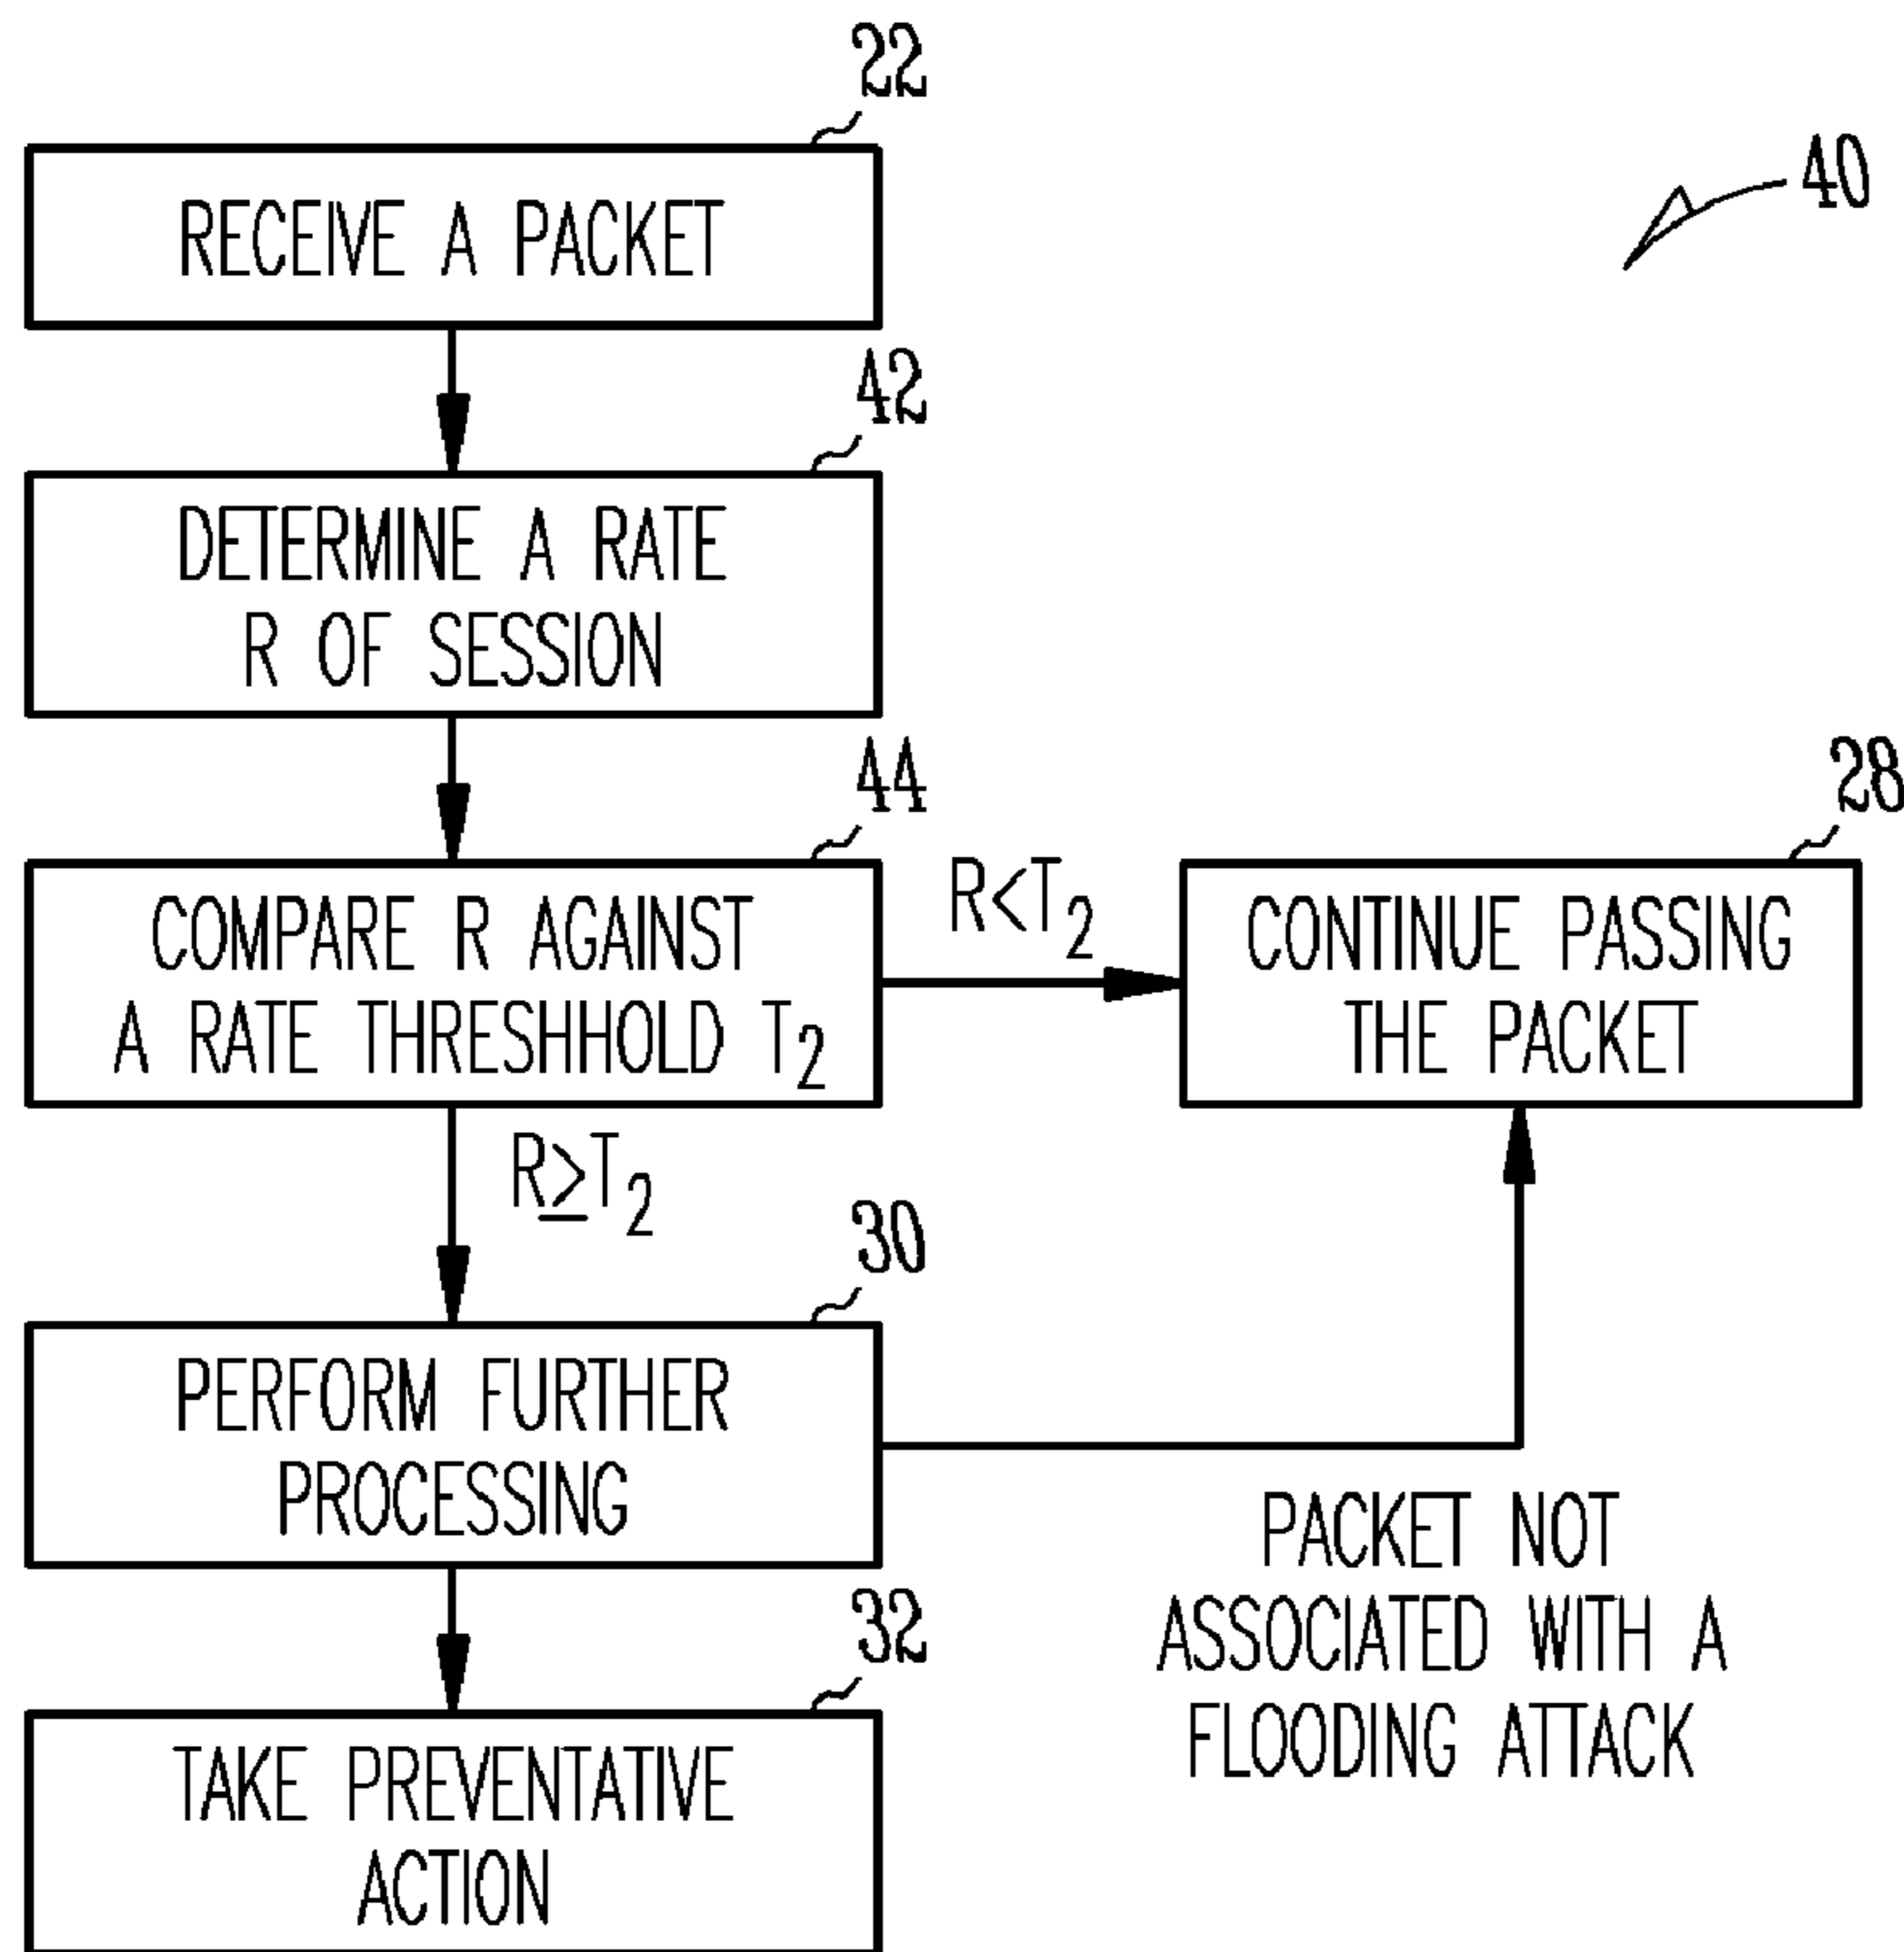 22
RECEIVE A PACKET
40
42
DETERMINE A RATE
R OF SESSION
44
COMPARE R AGAINST
A RATE THRESHHOLD T₂
R<T₂
28
CONTINUE PASSING
THE PACKET
R≥T₂
30
PERFORM FURTHER
PROCESSING
PACKET NOT
ASSOCIATED WITH A
FLOODING ATTACK
32
TAKE PREVENTATIVE
ACTION